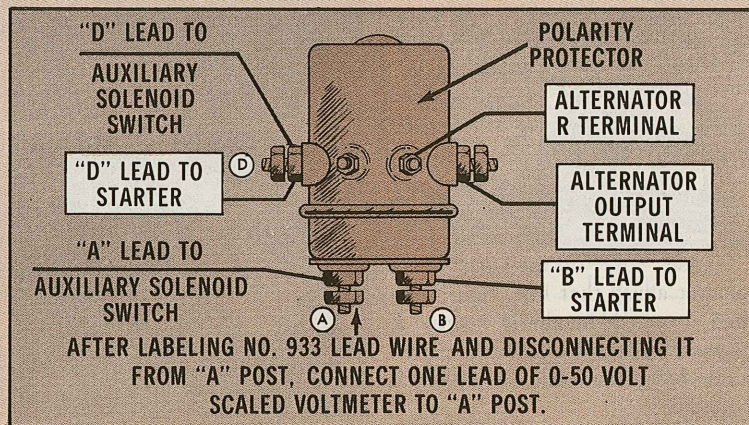 "D" LEAD TO
AUXILIARY
SOLENOID
SWITCH
"D" LEAD TO
STARTER
D
"A" LEAD TO
AUXILIARY SOLENOID
SWITCH
POLARITY
PROTECTOR
ALTERNATOR
R TERMINAL
ALTERNATOR
OUTPUT
TERMINAL
"B" LEAD TO
STARTER
A
B
AFTER LABELING NO. 933 LEAD WIRE AND DISCONNECTING IT
FROM "A" POST, CONNECT ONE LEAD OF 0-50 VOLT
SCALED VOLTMETER TO "A" POST.